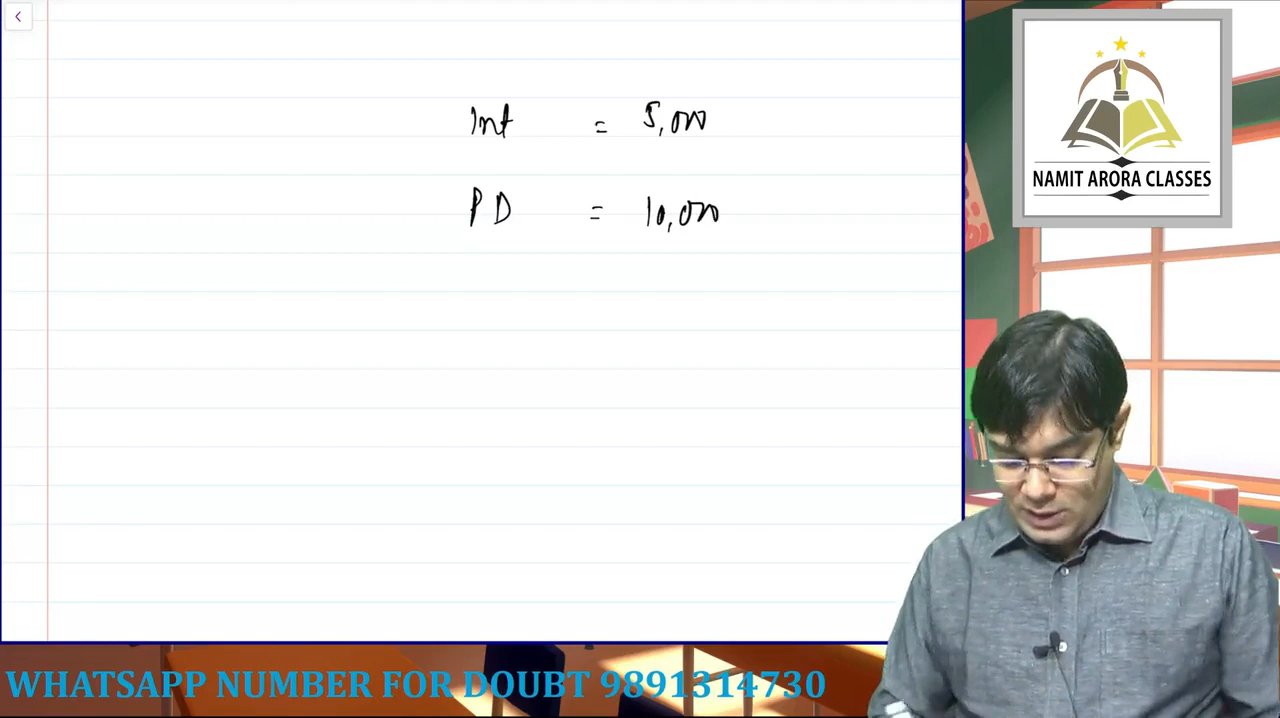 Int = 5,000
PD = 10,000
NAMIT ARORA CLASSES
WHATSAPP NUMBER FOR DOUBT 9891314730